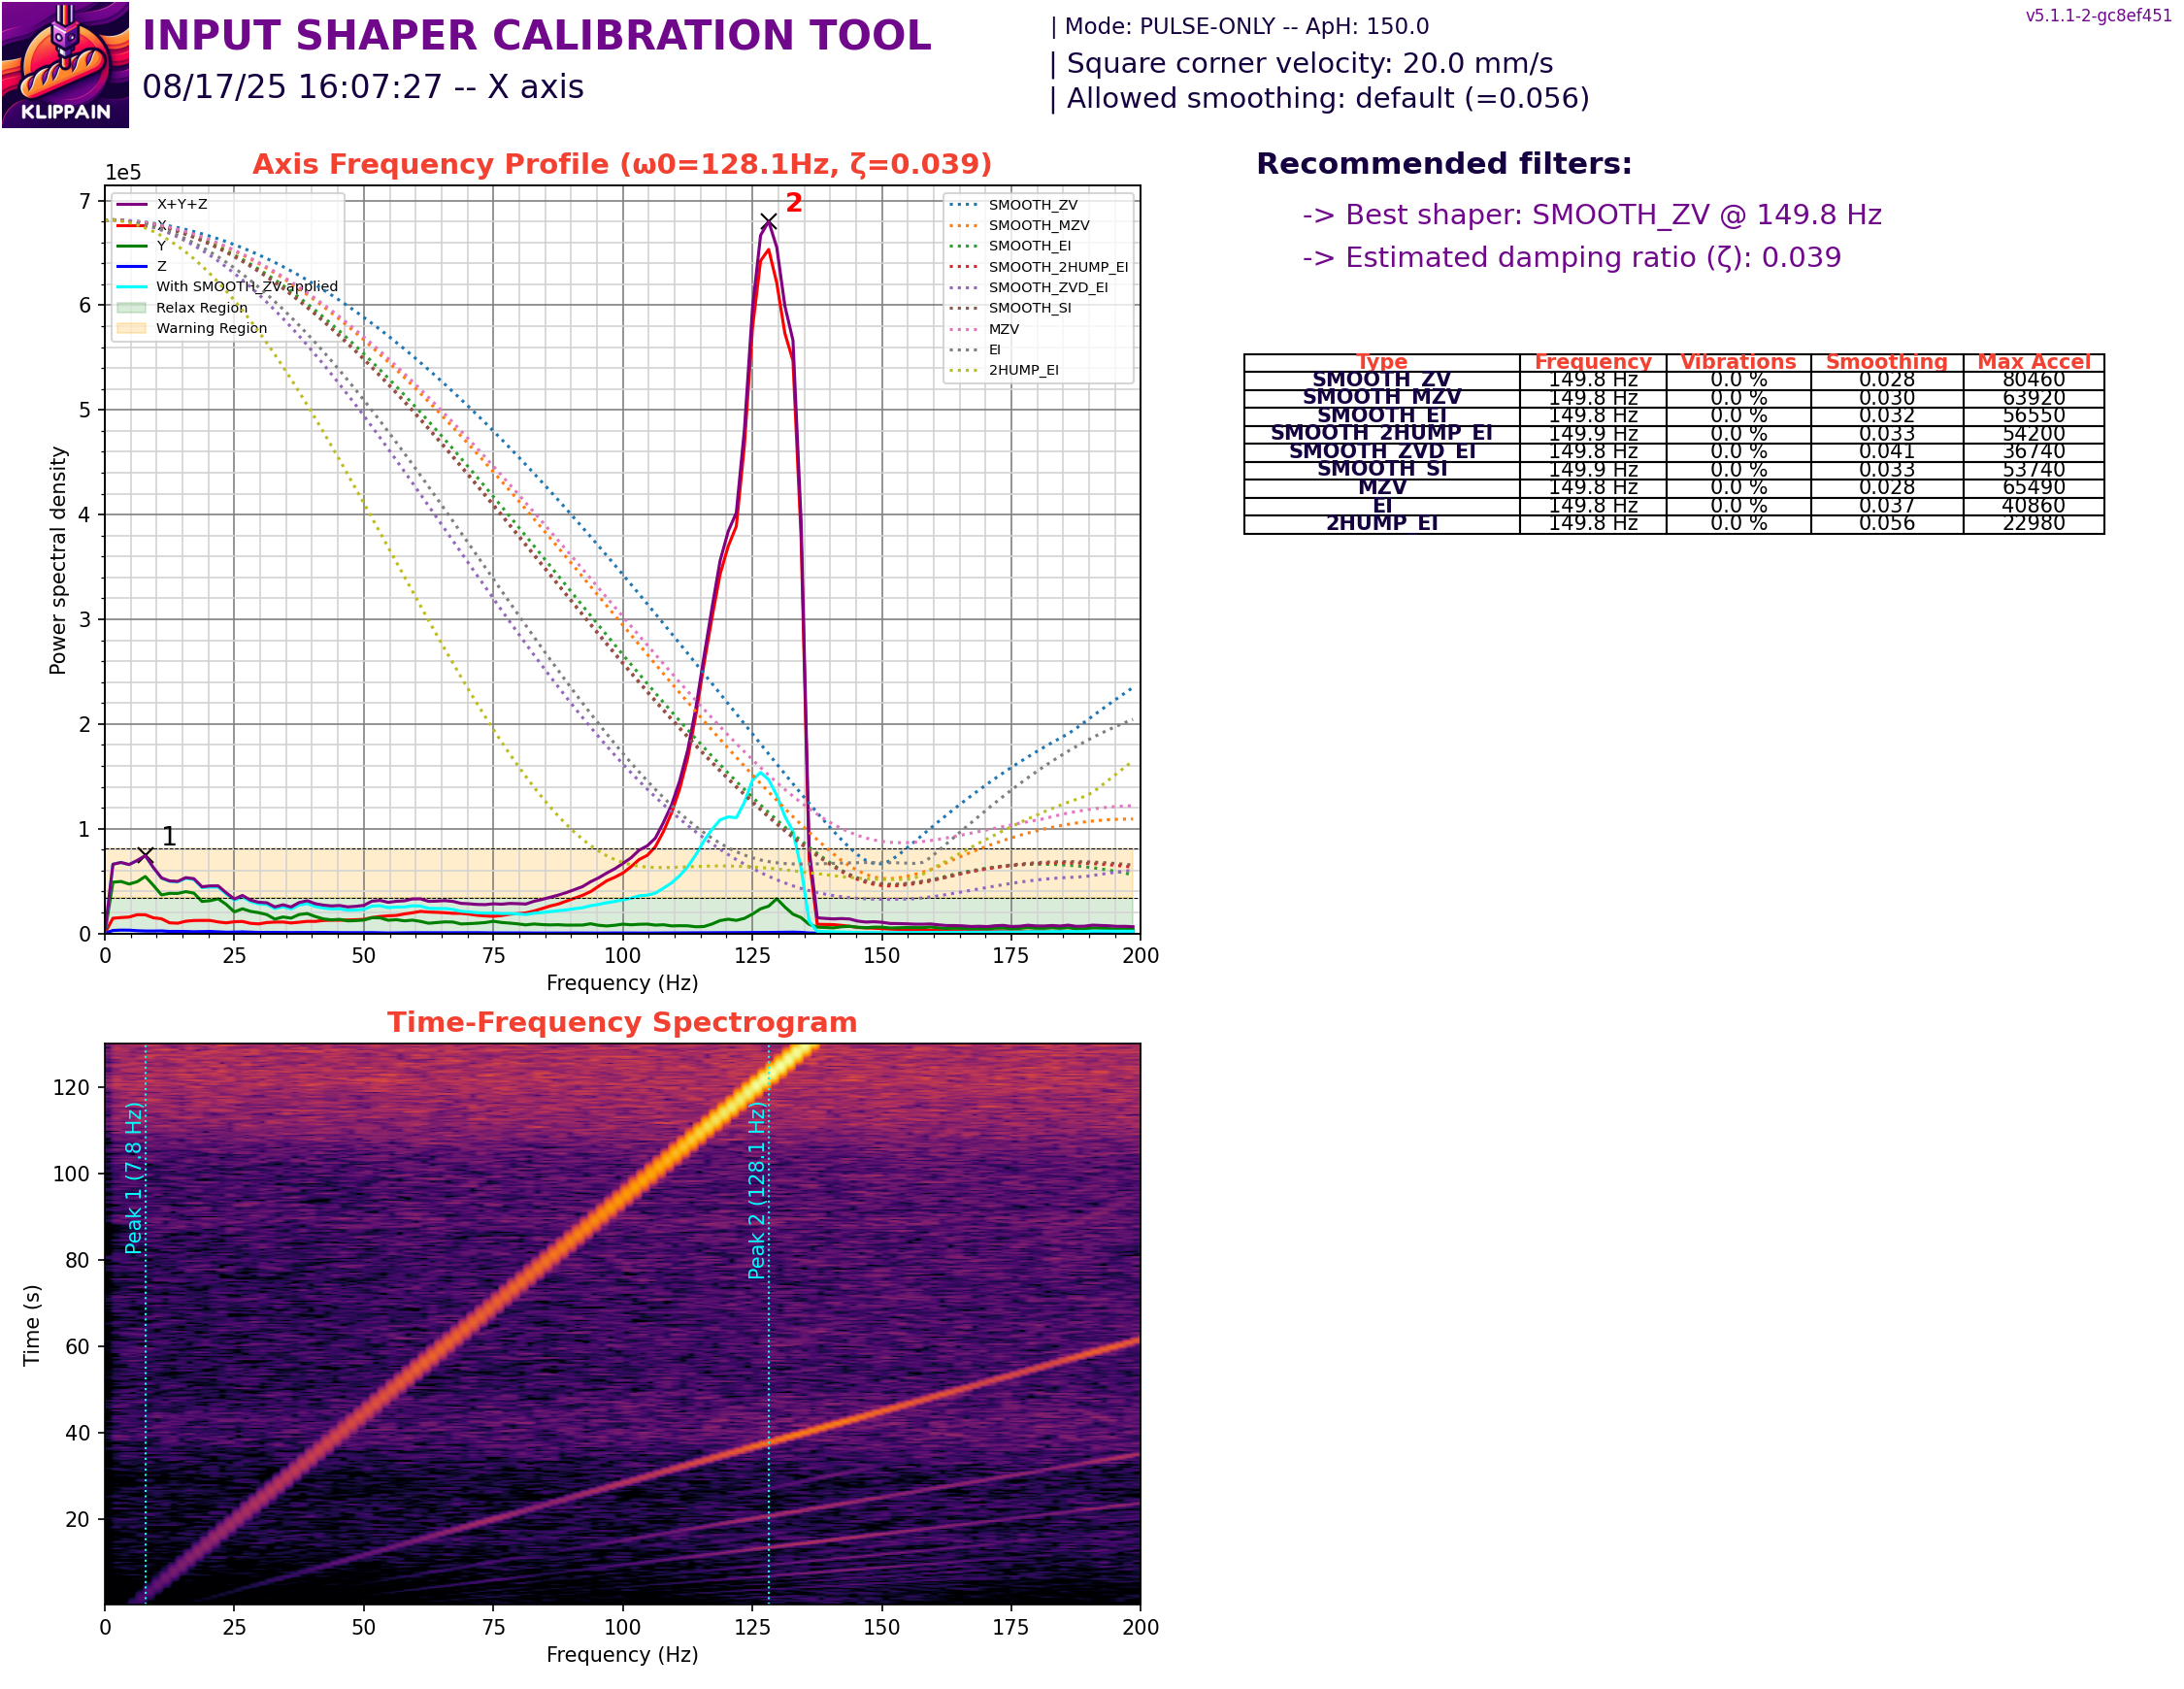 v5.1.1-2-gc8ef451
INPUT SHAPER CALIBRATION TOOL
08/17/25 16:07:27 -- X axis
KLIPPAIN
| Mode: PULSE-ONLY -- ApH: 150.0
| Square corner velocity: 20.0 mm/s
| Allowed smoothing: default (=0.056)
Axis Frequency Profile (ω0=128.1Hz, ζ=0.039)
1e5
X+Y+Z
X
Y
Z
With SMOOTH_ZV applied
Relax Region
Warning Region
SMOOTH_ZV
SMOOTH_MZV
SMOOTH_EI
SMOOTH_2HUMP_EI
SMOOTH_ZVD_EI
SMOOTH_SI
MZV
EI
2HUMP_EI
1
2
7
6
5
4
3
2
1
0
Power spectral density
0 25 50 75 100 125 150 175 200
Frequency (Hz)
Recommended filters:
-> Best shaper: SMOOTH_ZV @ 149.8 Hz
-> Estimated damping ratio (ζ): 0.039
Type Frequency Vibrations Smoothing Max Accel
SMOOTH_ZV 149.8 Hz 0.0 % 0.028 80460
SMOOTH_MZV 149.8 Hz 0.0 % 0.030 63920
SMOOTH_EI 149.8 Hz 0.0 % 0.032 56550
SMOOTH_2HUMP_EI 149.9 Hz 0.0 % 0.033 54200
SMOOTH_ZVD_EI 149.8 Hz 0.0 % 0.041 36740
SMOOTH_SI 149.9 Hz 0.0 % 0.033 53740
MZV 149.8 Hz 0.0 % 0.028 65490
EI 149.8 Hz 0.0 % 0.037 40860
2HUMP_EI 149.8 Hz 0.0 % 0.056 22980
Time-Frequency Spectrogram
Peak 1 (7.8 Hz)
Peak 2 (128.1 Hz)
120
100
80
60
40
20
Time (s)
0 25 50 75 100 125 150 175 200
Frequency (Hz)